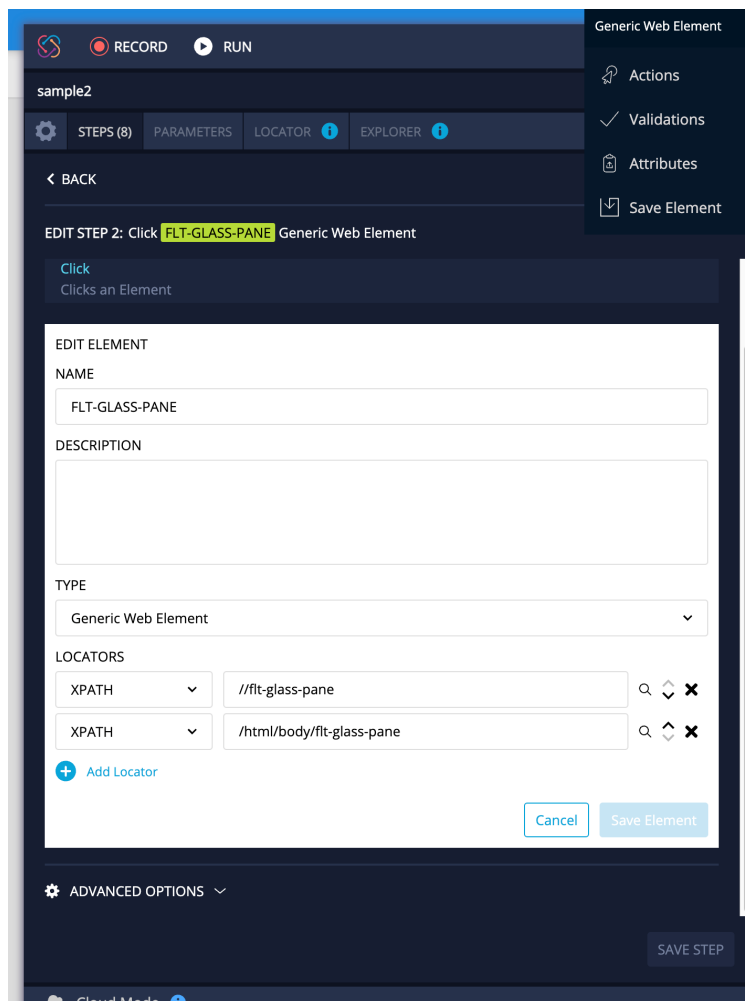 Generic Web Element
RECORD RUN
Actions
sample2
Validations
STEPS (8) PARAMETERS LOCATOR i EXPLORER i
Attributes
BACK
Save Element
EDIT STEP 2: Click FLT-GLASS-PANE Generic Web Element
Click
Clicks an Element
EDIT ELEMENT
NAME
FLT-GLASS-PANE
DESCRIPTION
TYPE
Generic Web Element
LOCATORS
XPATH //flt-glass-pane
XPATH /html/body/flt-glass-pane
Add Locator
Cancel Save Element
ADVANCED OPTIONS
SAVE STEP
Cloud Mode